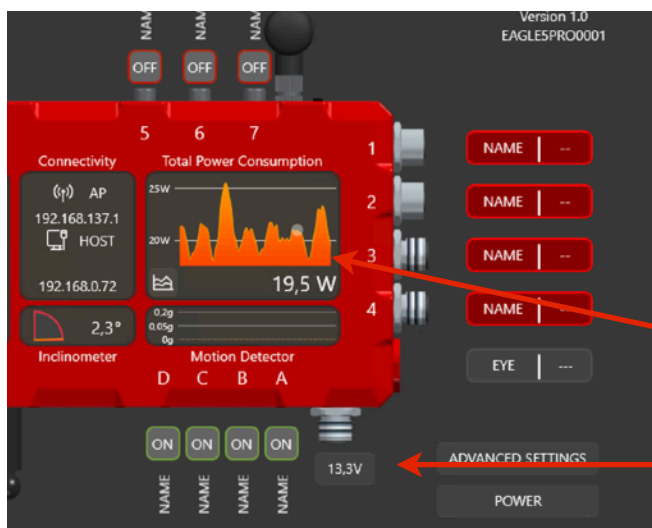 Version 1.0
EAGLE5PRO0001
NAME
NAME
NAME
OFF
OFF
OFF
5
6
7
Connectivity
AP
192.168.137.1
HOST
192.168.0.72
2,3°
Inclinometer
Total Power Consumption
25W
20W
19,5 W
0,2g
0,05g
0g
Motion Detector
D
C
B
A
1
2
3
4
NAME --
NAME --
NAME --
NAME --
EYE ---
ON
ON
ON
ON
NAME
NAME
NAME
NAME
13,3V
ADVANCED SETTINGS
POWER